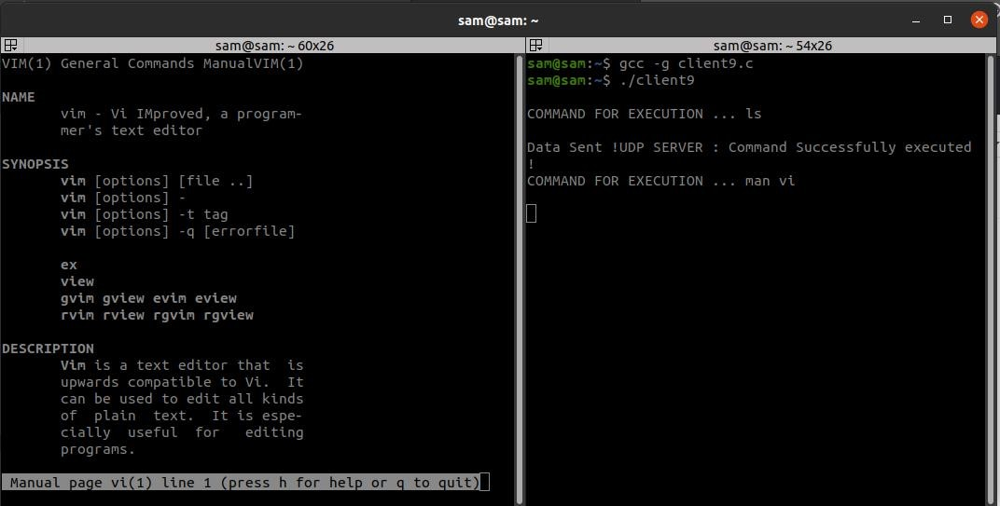 sam@sam: ~
sam@sam: ~ 60x26
VIM(1) General Commands ManualVIM(1)
NAME
vim - Vi IMproved, a program-
mer's text editor
SYNOPSIS
vim [options] [file ..]
vim [options] -
vim [options] -t tag
vim [options] -q [errorfile]
ex
view
gvim gview evim eview
rvim rview rgvim rgview
DESCRIPTION
Vim is a text editor that is
upwards compatible to Vi. It
can be used to edit all kinds
of plain text. It is espe-
cially useful for editing
programs.
Manual page vi(1) line 1 (press h for help or q to quit)
sam@sam: ~ 54x26
sam@sam:~$ gcc -g client9.c
sam@sam:~$ ./client9
COMMAND FOR EXECUTION ... ls
Data Sent !UDP SERVER : Command Successfully executed
!
COMMAND FOR EXECUTION ... man vi